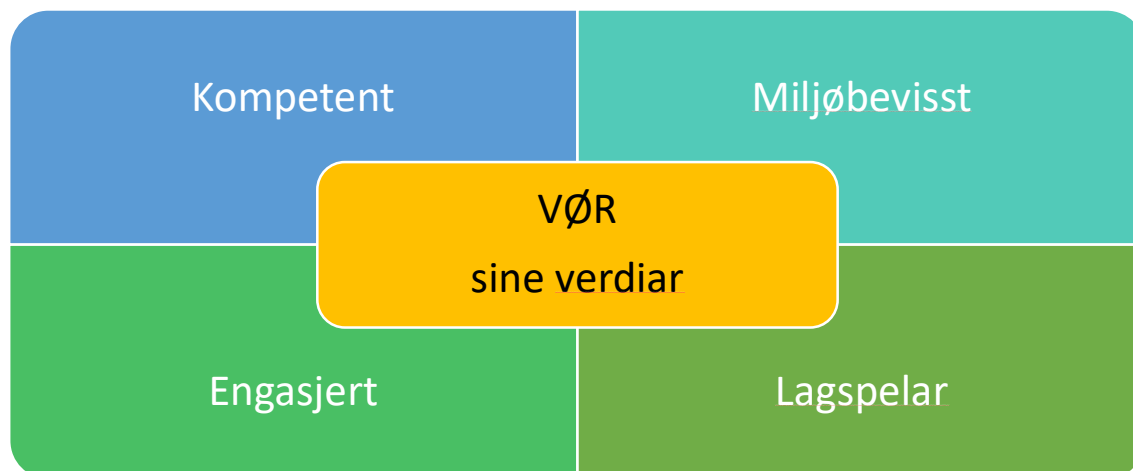 Kompetent
Miljøbevisst
VØR
sine verdiar
Engasjert
Lagspelar